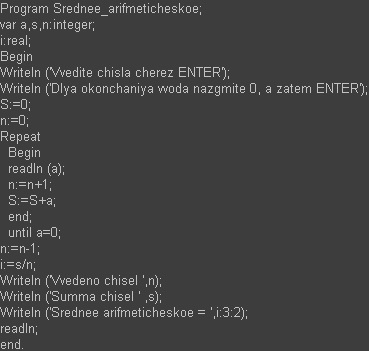 Program Srednee_arifmeticheskoe;
var a,s,n:integer;
i:real;
Begin
Writeln ('Vvedite chisla cherez ENTER');
Writeln ('Dlya okonchaniya woda nazgmite 0, a zatem ENTER');
S:=0;
n:=0;
Repeat
Begin
readln (a);
n:=n+1;
S:=S+a;
end;
until a=0;
n:=n-1;
i:=s/n;
Writeln ('Vvedeno chisel ',n);
Writeln ('Summa chisel ' ,s);
Writeln ('Srednee arifmeticheskoe = ',i:3:2);
readln;
end.